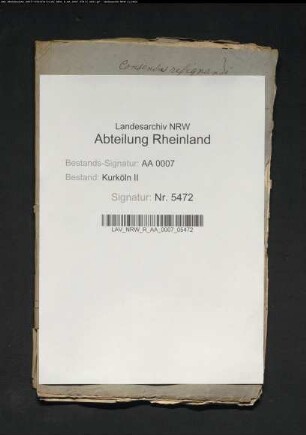 Landesarchiv NRW
Abteilung Rheinland
Bestands-Signatur: AA 0007
Bestand: Kurköln II
Signatur: Nr. 5472
LAV_NRW_R_AA_0007_05472